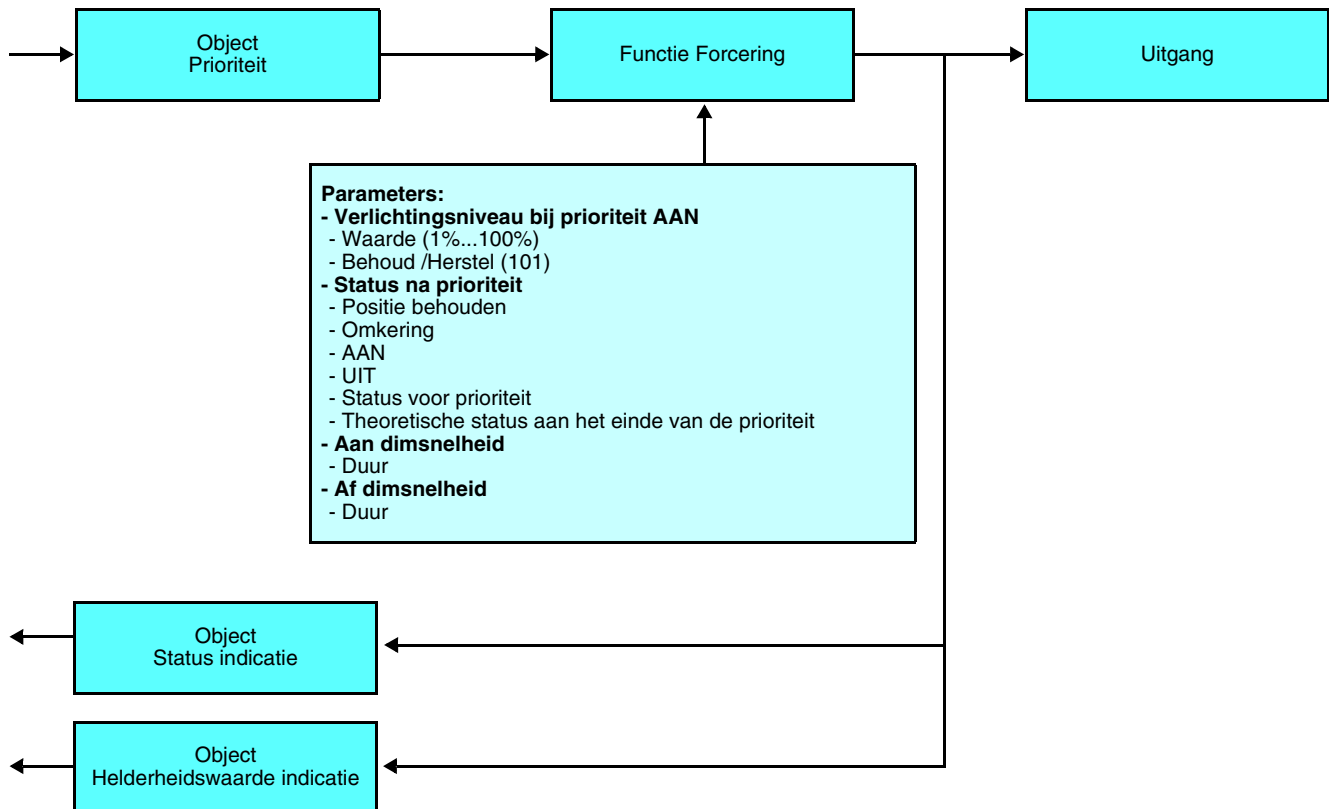 Object
Prioriteit
Functie Forcering
Uitgang
Parameters:
- Verlichtingsniveau bij prioriteit AAN
- Waarde (1%...100%)
- Behoud /Herstel (101)
- Status na prioriteit
- Positie behouden
- Omkering
- AAN
- UIT
- Status voor prioriteit
- Theoretische status aan het einde van de prioriteit
- Aan dimsnelheid
- Duur
- Af dimsnelheid
- Duur
Object
Status indicatie
Object
Helderheidswaarde indicatie